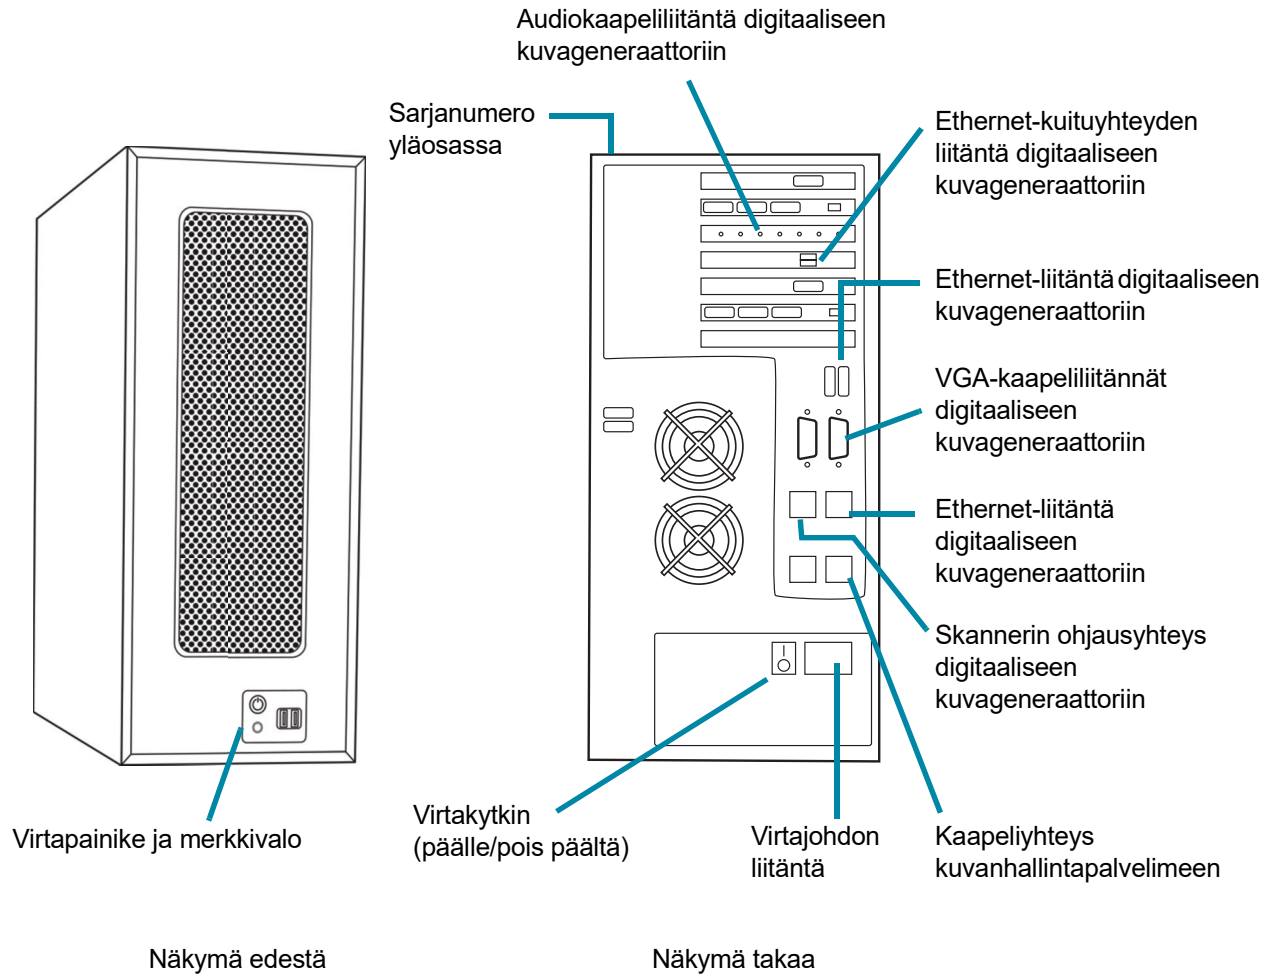 Audiokaapeliliitäntä digitaaliseen
kuvageneraattoriin
Sarjanumero
yläosassa
Ethernet-kuituyhteyden
liitäntä digitaaliseen
kuvageneraattoriin
Ethernet-liitäntä digitaaliseen
kuvageneraattoriin
VGA-kaapeliliitännät
digitaaliseen
kuvageneraattoriin
Ethernet-liitäntä
digitaaliseen
kuvageneraattoriin
Skannerin ohjausyhteys
digitaaliseen
kuvageneraattoriin
Virtapainike ja merkkivalo
Virtakytkin
(päälle/pois päältä)
Virtajohdon
liitäntä
Kaapeliyhteys
kuvanhallintapalvelimeen
Näkymä edestä
Näkymä takaa